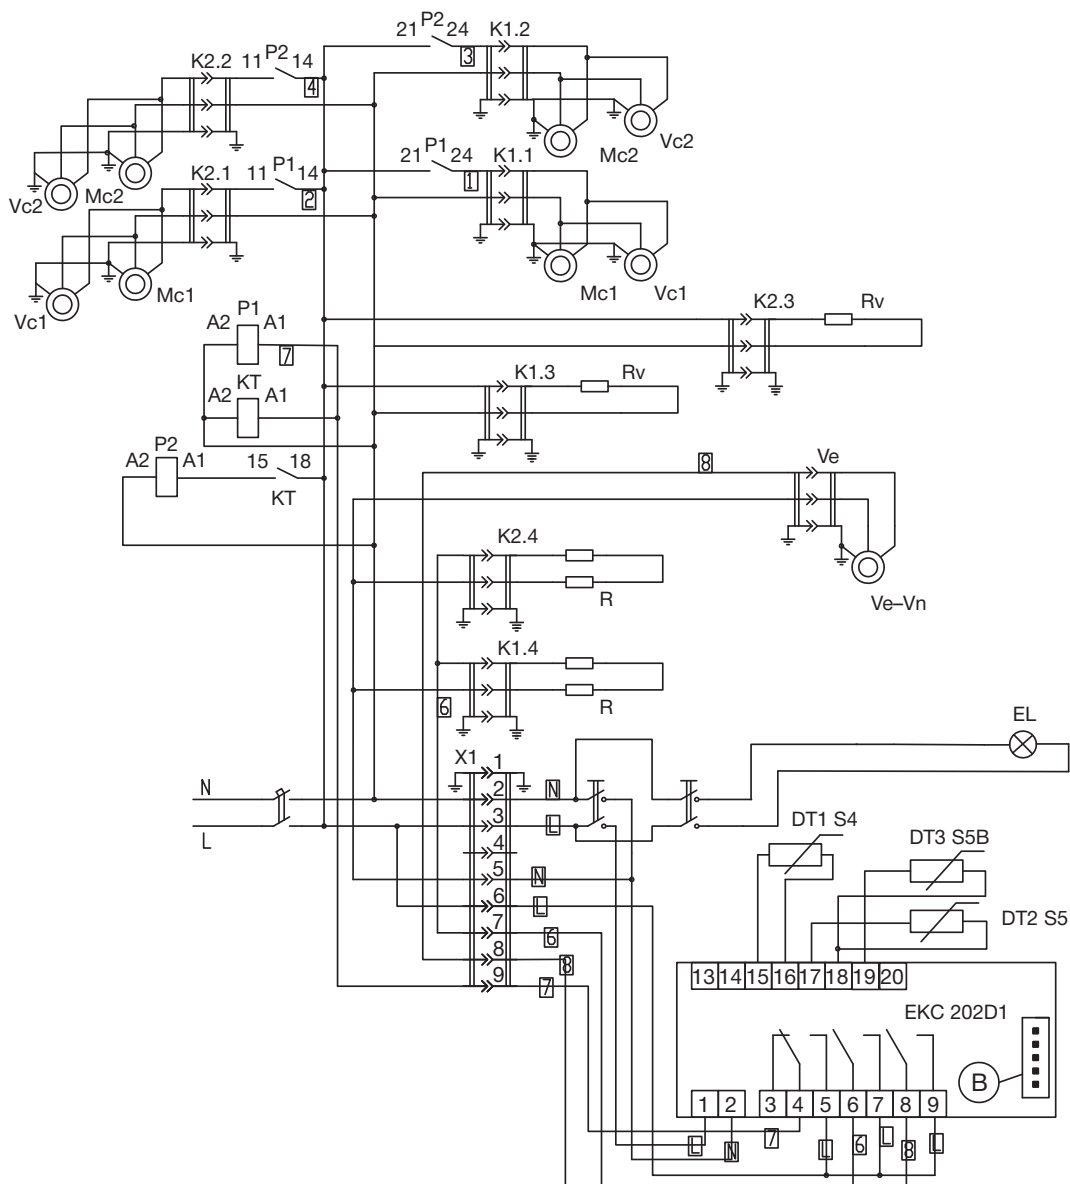 21 P2 24 K1.2
3
K2.2 11 P2 14
4
Mc2 Vc2
21 P1 24 K1.1
1
K2.1 11 P1 14
2
Vc2 Mc2
Mc1 Vc1
Vc1 Mc1
K2.3 Rv
P1
A2 A1
7
K1.3 Rv
KT
A2 A1
P2
A2 A1 15 18
KT
8 Ve
K2.4
R
Ve–Vn
K1.4
R
6
EL
X1 1
N 2 N
L 3 L
4
5 N
6 L
7 6
8 8
9 7
DT1 S4
DT3 S5B
DT2 S5
13 14 15 16 17 18 19 20
EKC 202D1
B
1 2 3 4 5 6 7 8 9
L N 7 L 6 L 8 L